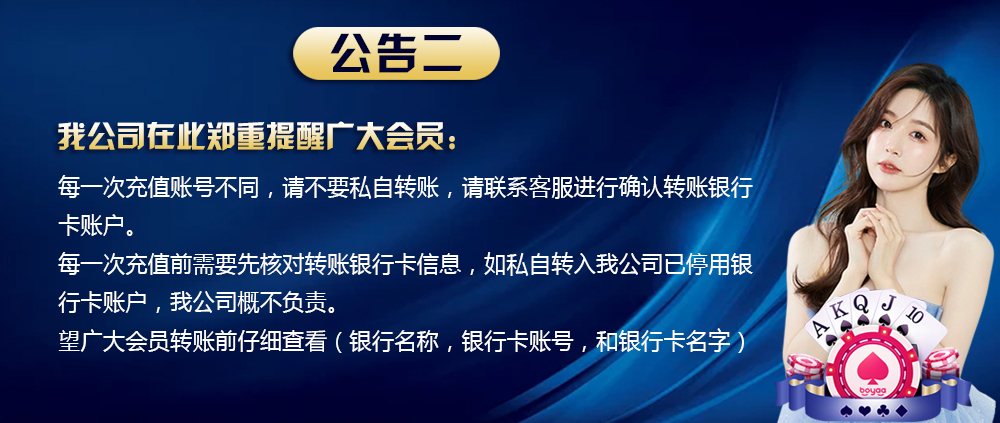 公告二
我公司在此郑重提醒广大会员：
每一次充值账号不同，请不要私自转账，请联系客服进行确认转账银行
卡账户。
每一次充值前需要先核对转账银行卡信息，如私自转入我公司已停用银
行卡账户，我公司概不负责。
望广大会员转账前仔细查看（银行名称，银行卡账号，和银行卡名字）
A K Q J 10
boyaa